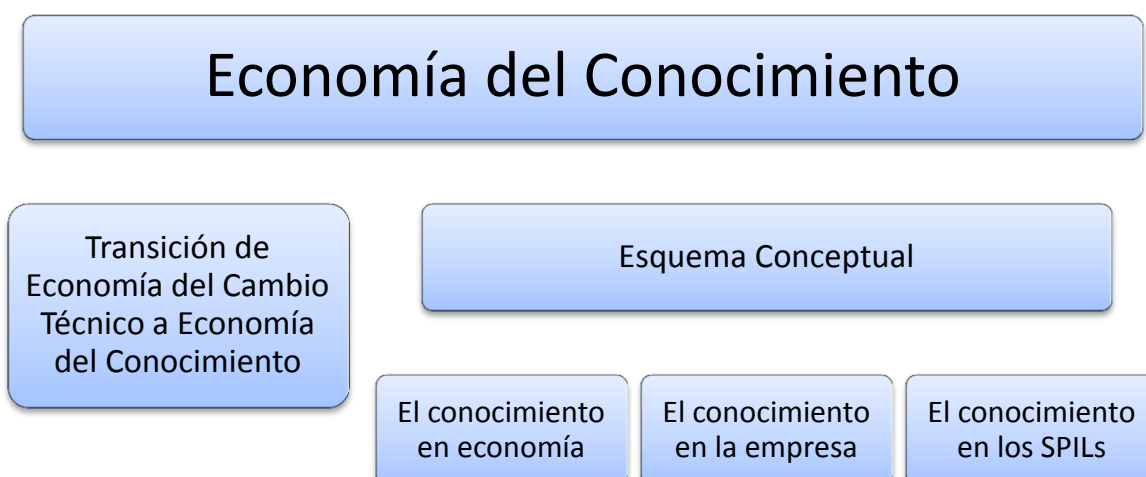 Economía del Conocimiento
Transición de
Economía del Cambio
Técnico a Economía
del Conocimiento
Esquema Conceptual
El conocimiento
en economía
El conocimiento
en la empresa
El conocimiento
en los SPILs